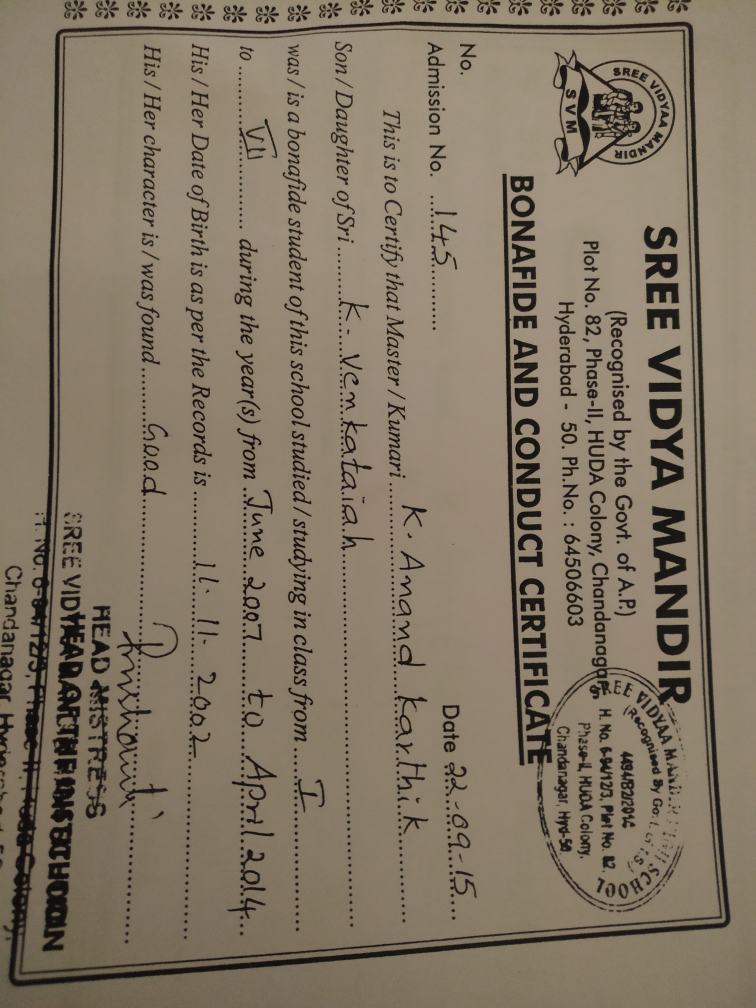 SREE VIDYA MANDIR
SVM
SREE VIDYA MANDIR
(Recognised by the Govt. of A.P.)
Plot No. 82, Phase-II, HUDA Colony, Chandanagar
Hyderabad - 50. Ph.No. : 64506603
SREE VIDYAA MANDIR HIGH SCHOOL
(Recognised By Govt. of T.S.)
4494/B2/2014
H. No. 6-94/12/3, Plot No. 82,
Phase-II, HUDA Colony,
Chandanagar, Hyd-50
BONAFIDE AND CONDUCT CERTIFICATE
No.
Admission No. 145 Date 22-09-15
This is to Certify that Master / Kumari K. Anand Karthik
Son / Daughter of Sri K. Venkataiah
was / is a bonafide student of this school studied / studying in class from I
to VII during the year(s) from June 2007 to April 2014
His / Her Date of Birth is as per the Records is 11. 11. 2002
His / Her character is / was found Good
HEAD MISTRESS
SREE VIDYAA MANDIR HIGH SCHOOL
HEAD OF THE INSTITUTION
H. No. 6-94/12/3, Phase-II, Huda Colony,
Chandanagar, Hyderabad